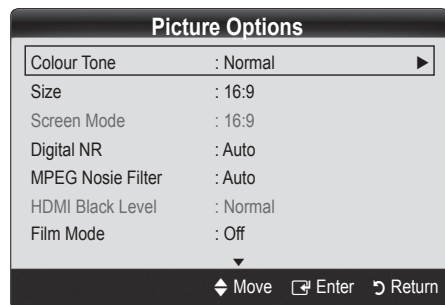 Picture Options
Colour Tone : Normal ►
Size : 16:9
Screen Mode : 16:9
Digital NR : Auto
MPEG Nosie Filter : Auto
HDMI Black Level : Normal
Film Mode : Off
▼
Move Enter Return